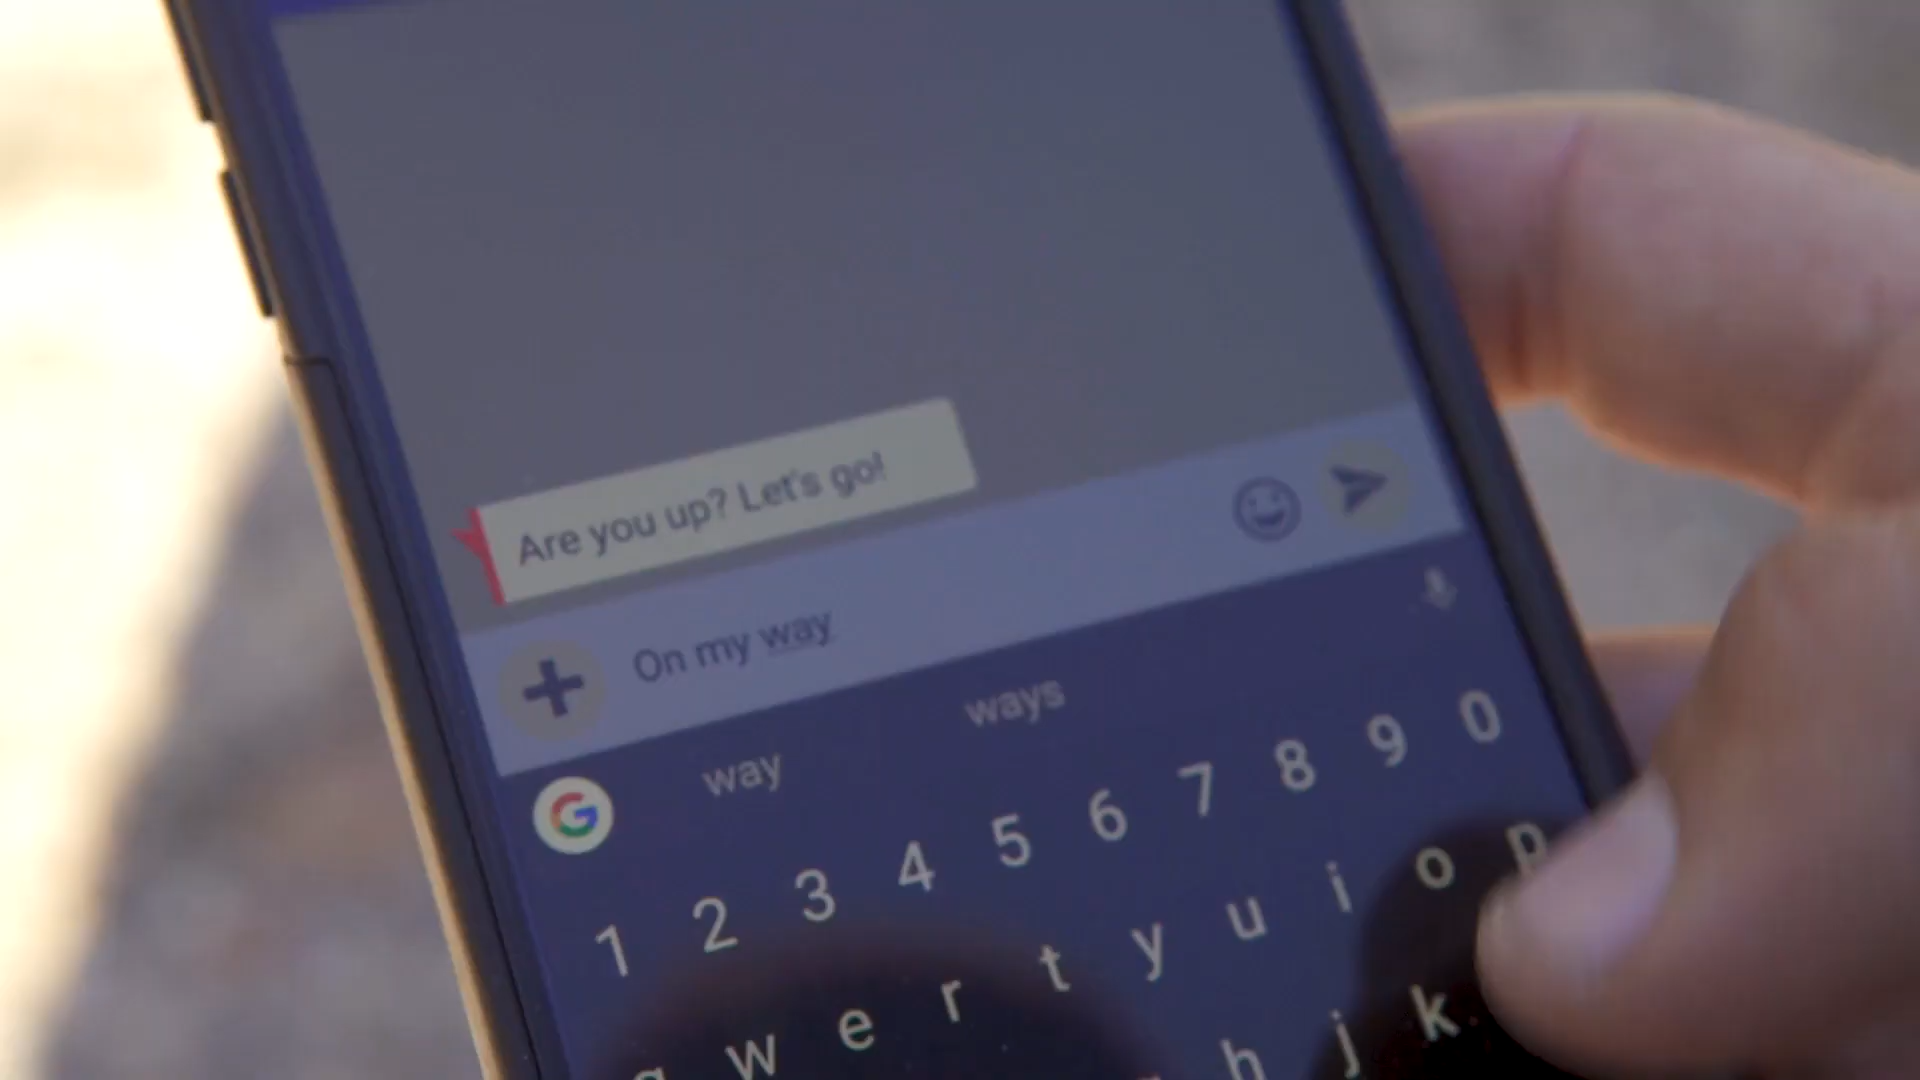 Are you up? Let's go!
On my way
way ways
G
1 2 3 4 5 6 7 8 9 0
w e r t y u i o p
h j k